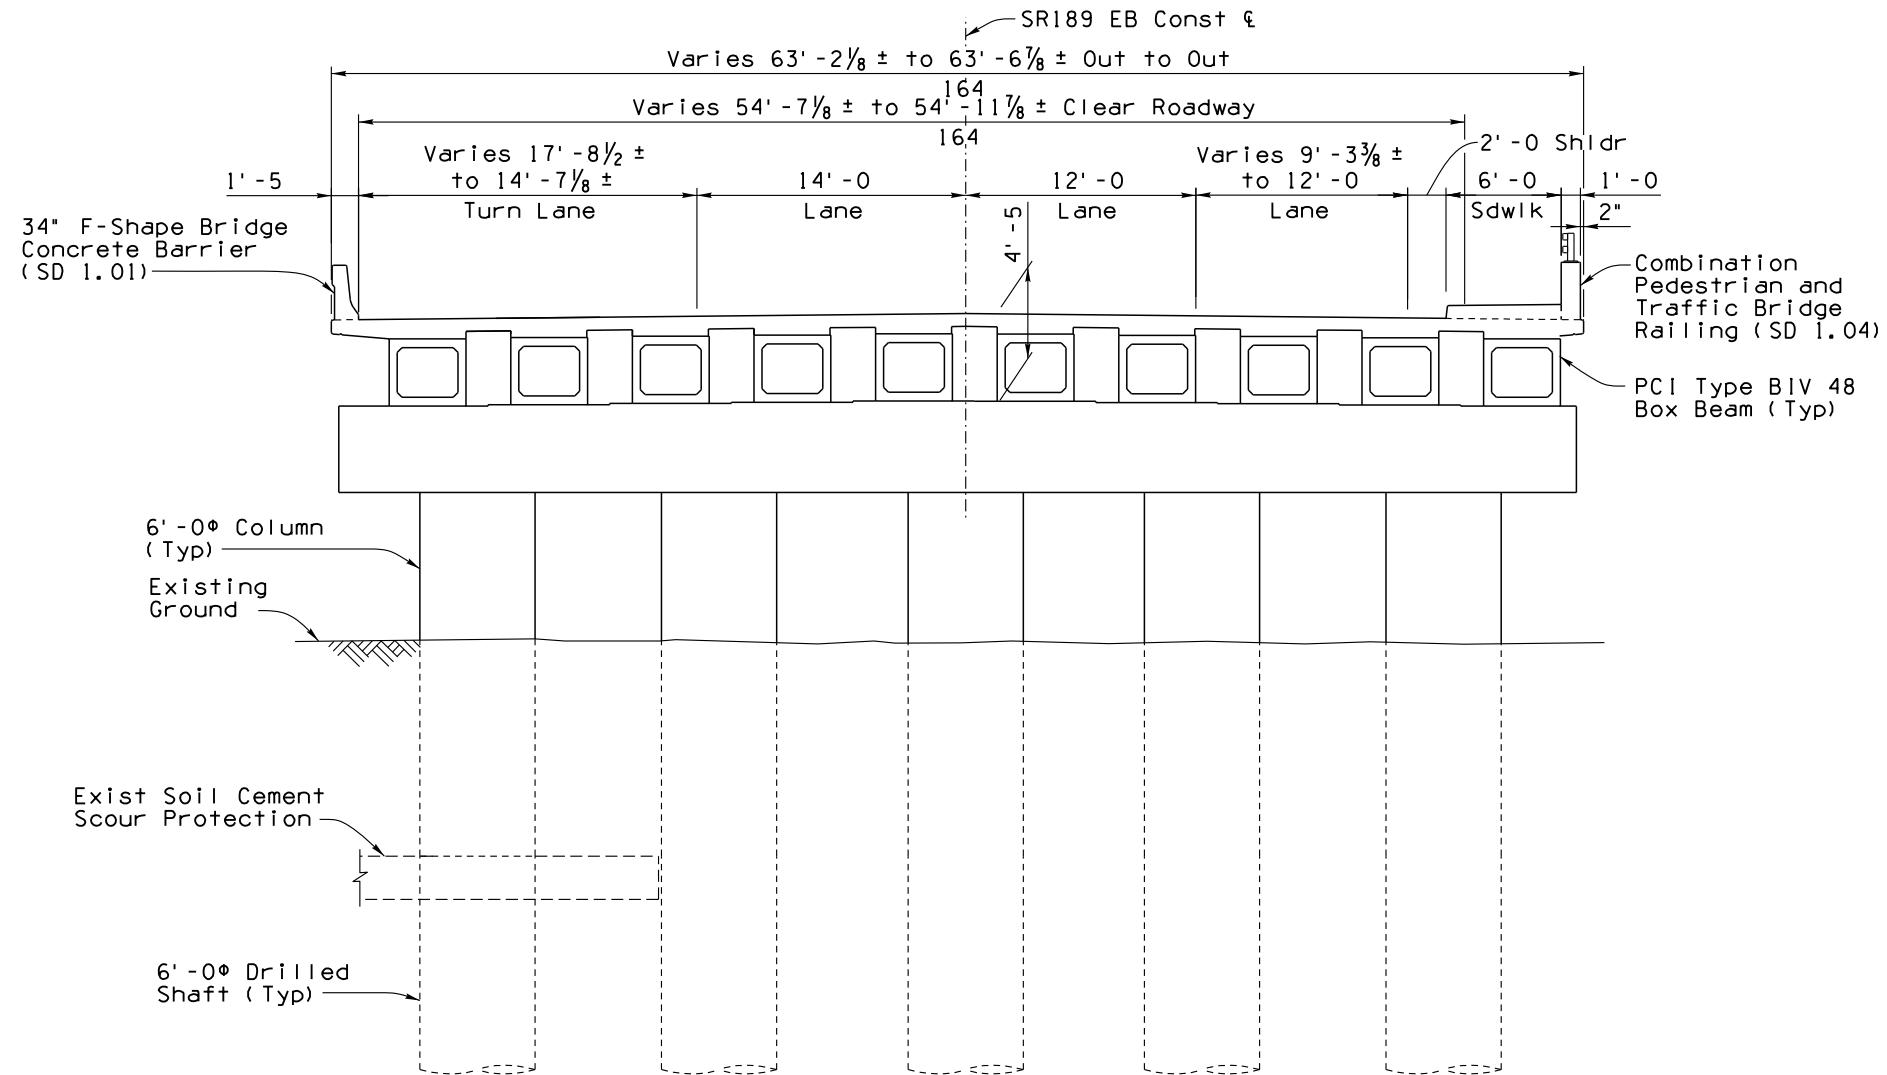 SR189 EB Const ℄
Varies 63'-2⅛ ± to 63'-6⅞ ± Out to Out
164
Varies 54'-7⅛ ± to 54'-11⅞ ± Clear Roadway
164
Varies 17'-8½ ±
to 14'-7⅛ ±
Turn Lane
1'-5
14'-0
Lane
12'-0
Lane
Varies 9'-3⅜ ±
to 12'-0
Lane
2'-0 Shldr
6'-0
Sdwlk
1'-0
2"
4'-5
34" F-Shape Bridge
Concrete Barrier
(SD 1.01)
Combination
Pedestrian and
Traffic Bridge
Railing (SD 1.04)
PCI Type BIV 48
Box Beam (Typ)
6'-0Φ Column
(Typ)
Existing
Ground
Exist Soil Cement
Scour Protection
6'-0Φ Drilled
Shaft (Typ)